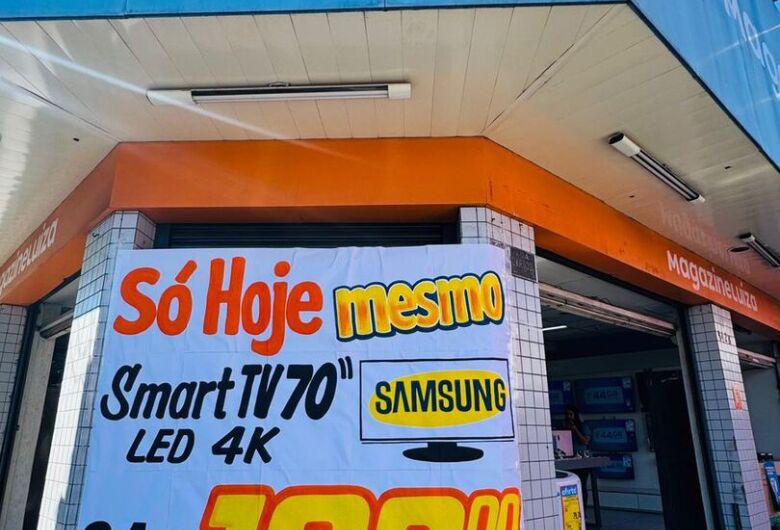 magazineluiza
magazineluiza
Só Hoje mesmo
Smart TV 70"
LED 4K
SAMSUNG